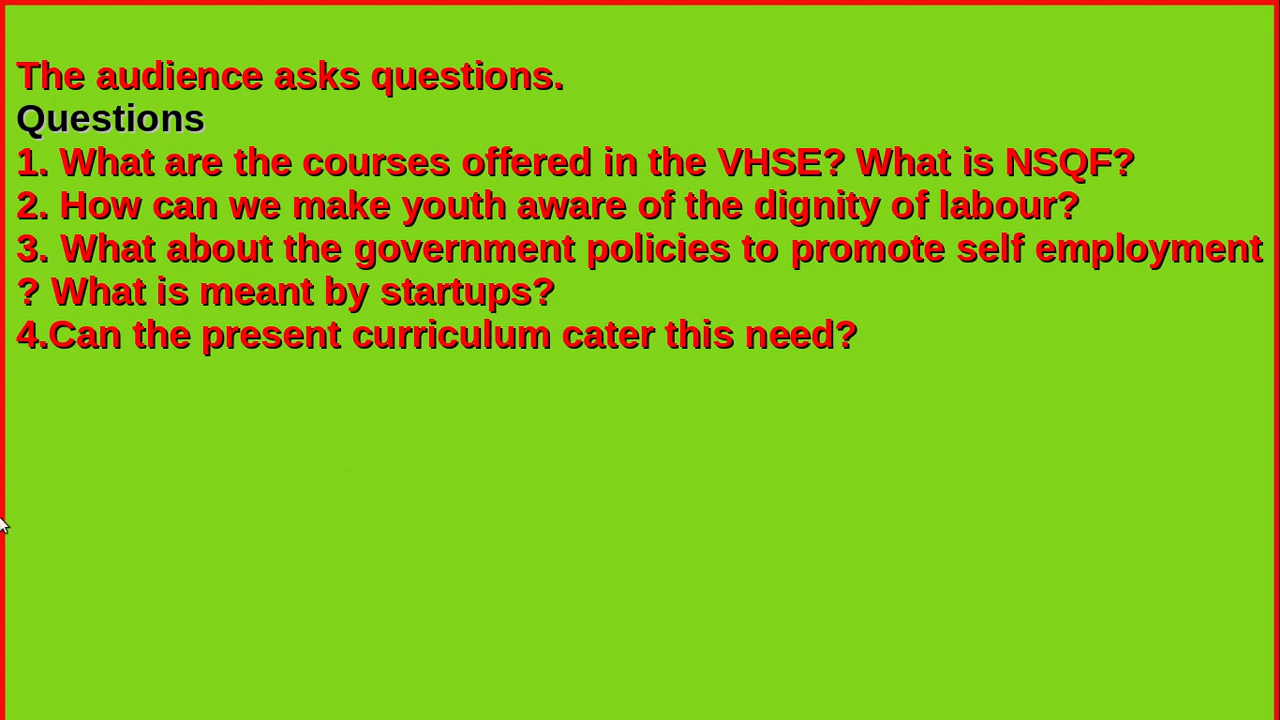 The audience asks questions.
Questions
1. What are the courses offered in the VHSE? What is NSQF?
2. How can we make youth aware of the dignity of labour?
3. What about the government policies to promote self employment
? What is meant by startups?
4.Can the present curriculum cater this need?